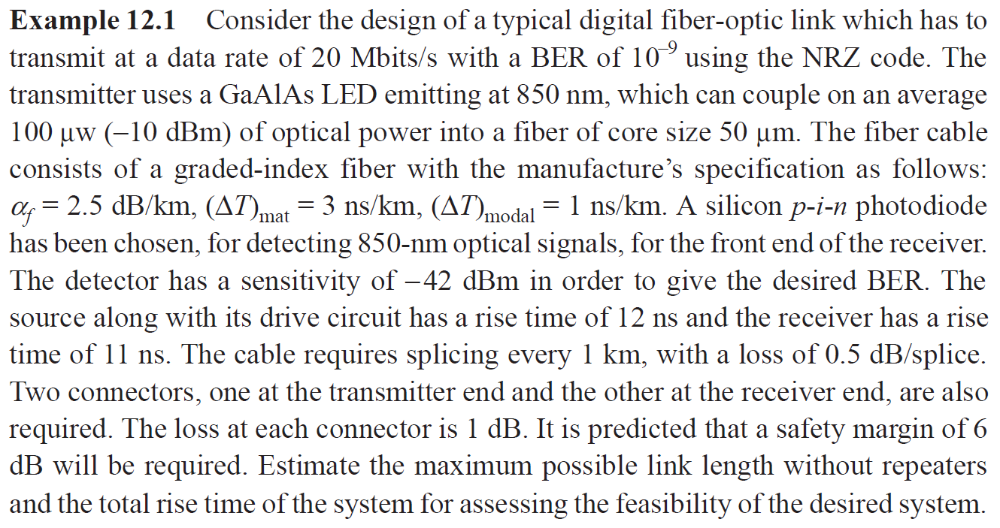 Example 12.1 Consider the design of a typical digital fiber-optic link which has to
transmit at a data rate of 20 Mbits/s with a BER of 10⁻⁹ using the NRZ code. The
transmitter uses a GaAlAs LED emitting at 850 nm, which can couple on an average
100 μw (−10 dBm) of optical power into a fiber of core size 50 μm. The fiber cable
consists of a graded-index fiber with the manufacture’s specification as follows:
αf = 2.5 dB/km, (ΔT)mat = 3 ns/km, (ΔT)modal = 1 ns/km. A silicon p-i-n photodiode
has been chosen, for detecting 850-nm optical signals, for the front end of the receiver.
The detector has a sensitivity of −42 dBm in order to give the desired BER. The
source along with its drive circuit has a rise time of 12 ns and the receiver has a rise
time of 11 ns. The cable requires splicing every 1 km, with a loss of 0.5 dB/splice.
Two connectors, one at the transmitter end and the other at the receiver end, are also
required. The loss at each connector is 1 dB. It is predicted that a safety margin of 6
dB will be required. Estimate the maximum possible link length without repeaters
and the total rise time of the system for assessing the feasibility of the desired system.